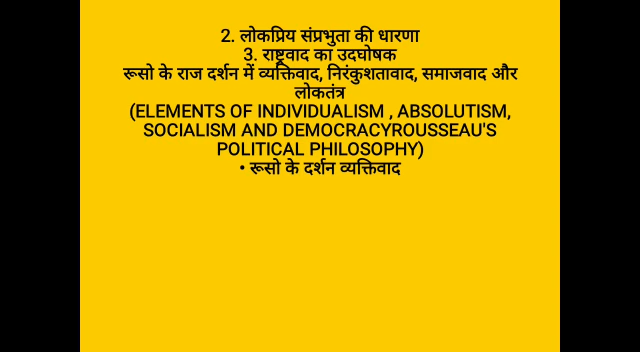 2. लोकप्रिय संप्रभुता की धारणा
3. राष्ट्रवाद का उदघोषक
रूसो के राज दर्शन में व्यक्तिवाद, निरंकुशतावाद, समाजवाद और
लोकतंत्र
(ELEMENTS OF INDIVIDUALISM , ABSOLUTISM,
SOCIALISM AND DEMOCRACYROUSSEAU'S
POLITICAL PHILOSOPHY)
• रूसो के दर्शन व्यक्तिवाद